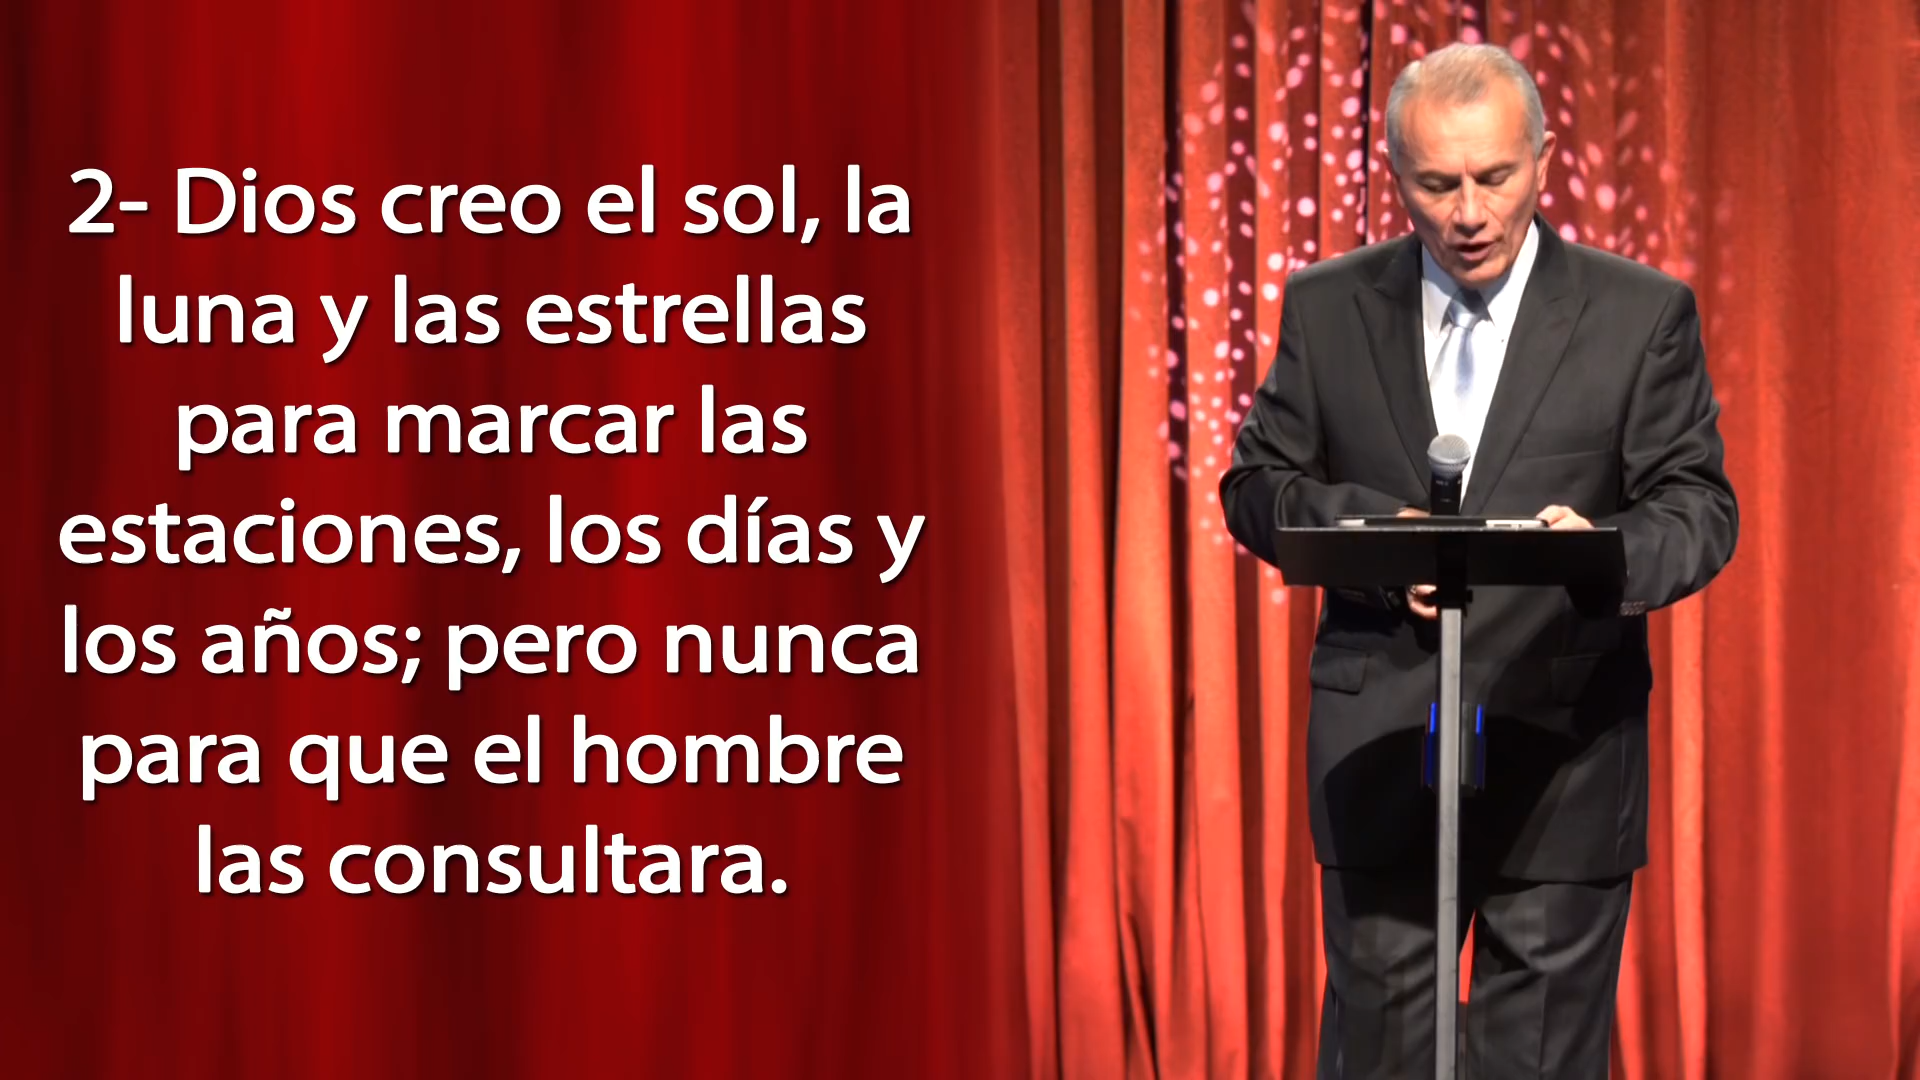 2- Dios creo el sol, la
luna y las estrellas
para marcar las
estaciones, los días y
los años; pero nunca
para que el hombre
las consultara.